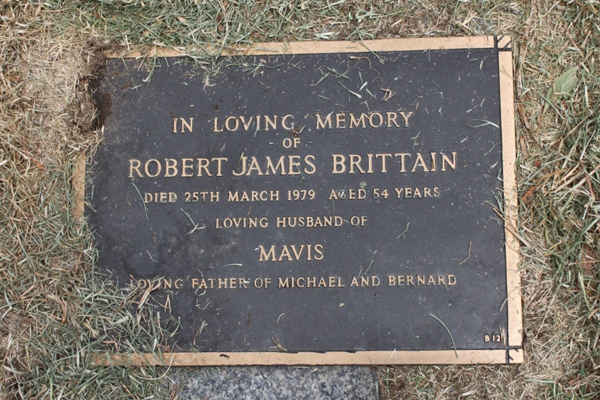 IN LOVING MEMORY
- OF -
ROBERT JAMES BRITTAIN
DIED 25TH MARCH 1979 AGED 54 YEARS
LOVING HUSBAND OF
MAVIS
LOVING FATHER OF MICHAEL AND BERNARD
B 12